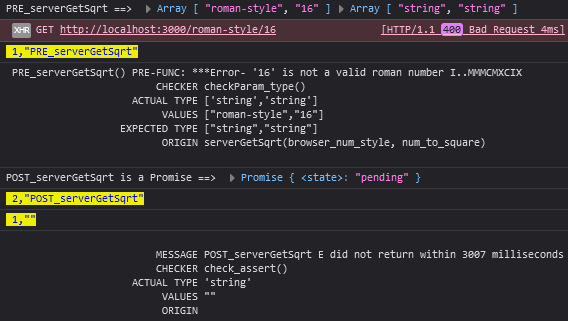 PRE_serverGetSqrt ==> ▶ Array [ "roman-style", "16" ] ▶ Array [ "string", "string" ]
XHR GET http://localhost:3000/roman-style/16 [HTTP/1.1 400 Bad Request 4ms]
1,"PRE_serverGetSqrt"
PRE_serverGetSqrt() PRE-FUNC: ***Error- '16' is not a valid roman number I..MMMCMXCIX
CHECKER checkParam_type()
ACTUAL TYPE ['string','string']
VALUES ["roman-style","16"]
EXPECTED TYPE ["string","string"]
ORIGIN serverGetSqrt(browser_num_style, num_to_square)
POST_serverGetSqrt is a Promise ==> ▶ Promise { <state>: "pending" }
2,"POST_serverGetSqrt"
1,""
MESSAGE POST_serverGetSqrt E did not return within 3007 milliseconds
CHECKER check_assert()
ACTUAL TYPE 'string'
VALUES ""
ORIGIN